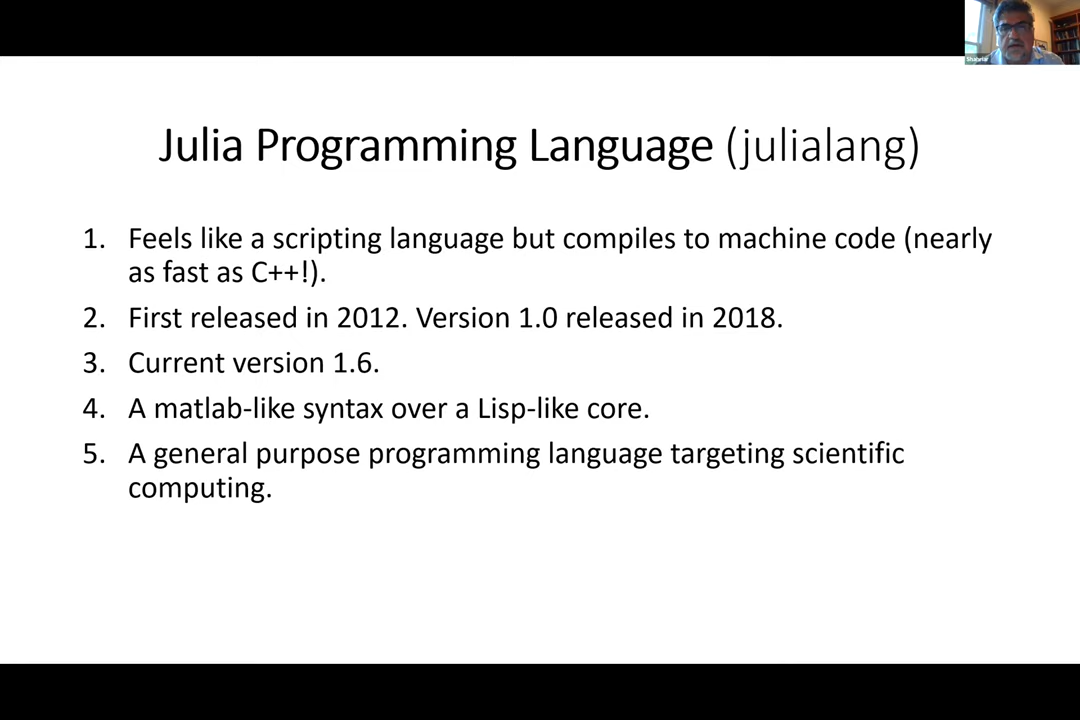 Julia Programming Language (julialang)
1. Feels like a scripting language but compiles to machine code (nearly
as fast as C++!).
2. First released in 2012. Version 1.0 released in 2018.
3. Current version 1.6.
4. A matlab-like syntax over a Lisp-like core.
5. A general purpose programming language targeting scientific
computing.